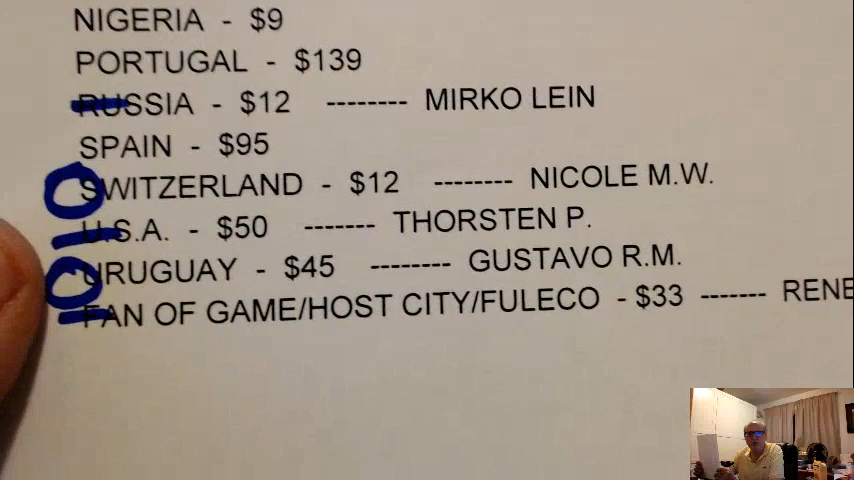 NIGERIA - $9
PORTUGAL - $139
RUSSIA - $12 -------- MIRKO LEIN
SPAIN - $95
SWITZERLAND - $12 -------- NICOLE M.W.
U.S.A. - $50 ------- THORSTEN P.
URUGUAY - $45 -------- GUSTAVO R.M.
FAN OF GAME/HOST CITY/FULECO - $33 ------- RENE